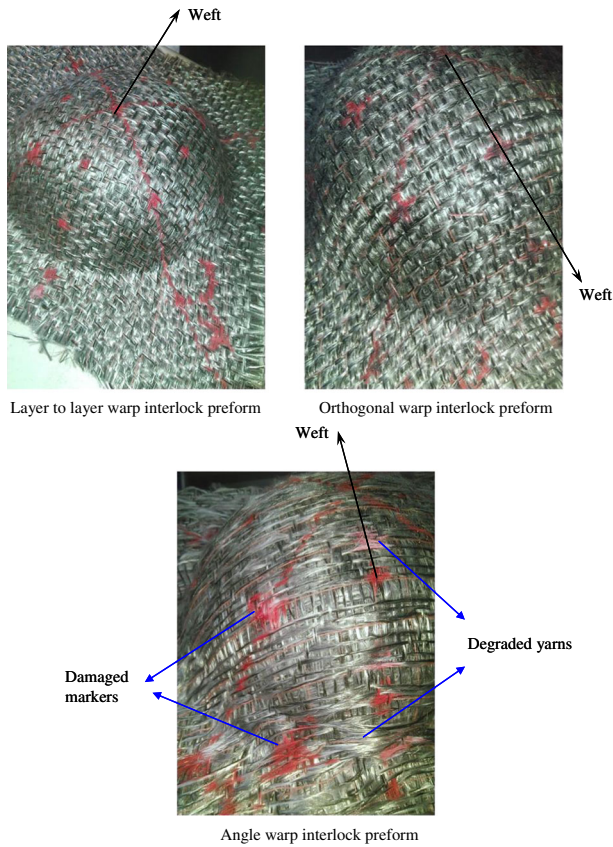 Weft
Weft
Layer to layer warp interlock preform
Orthogonal warp interlock preform
Weft
Degraded yarns
Damaged
markers
Angle warp interlock preform